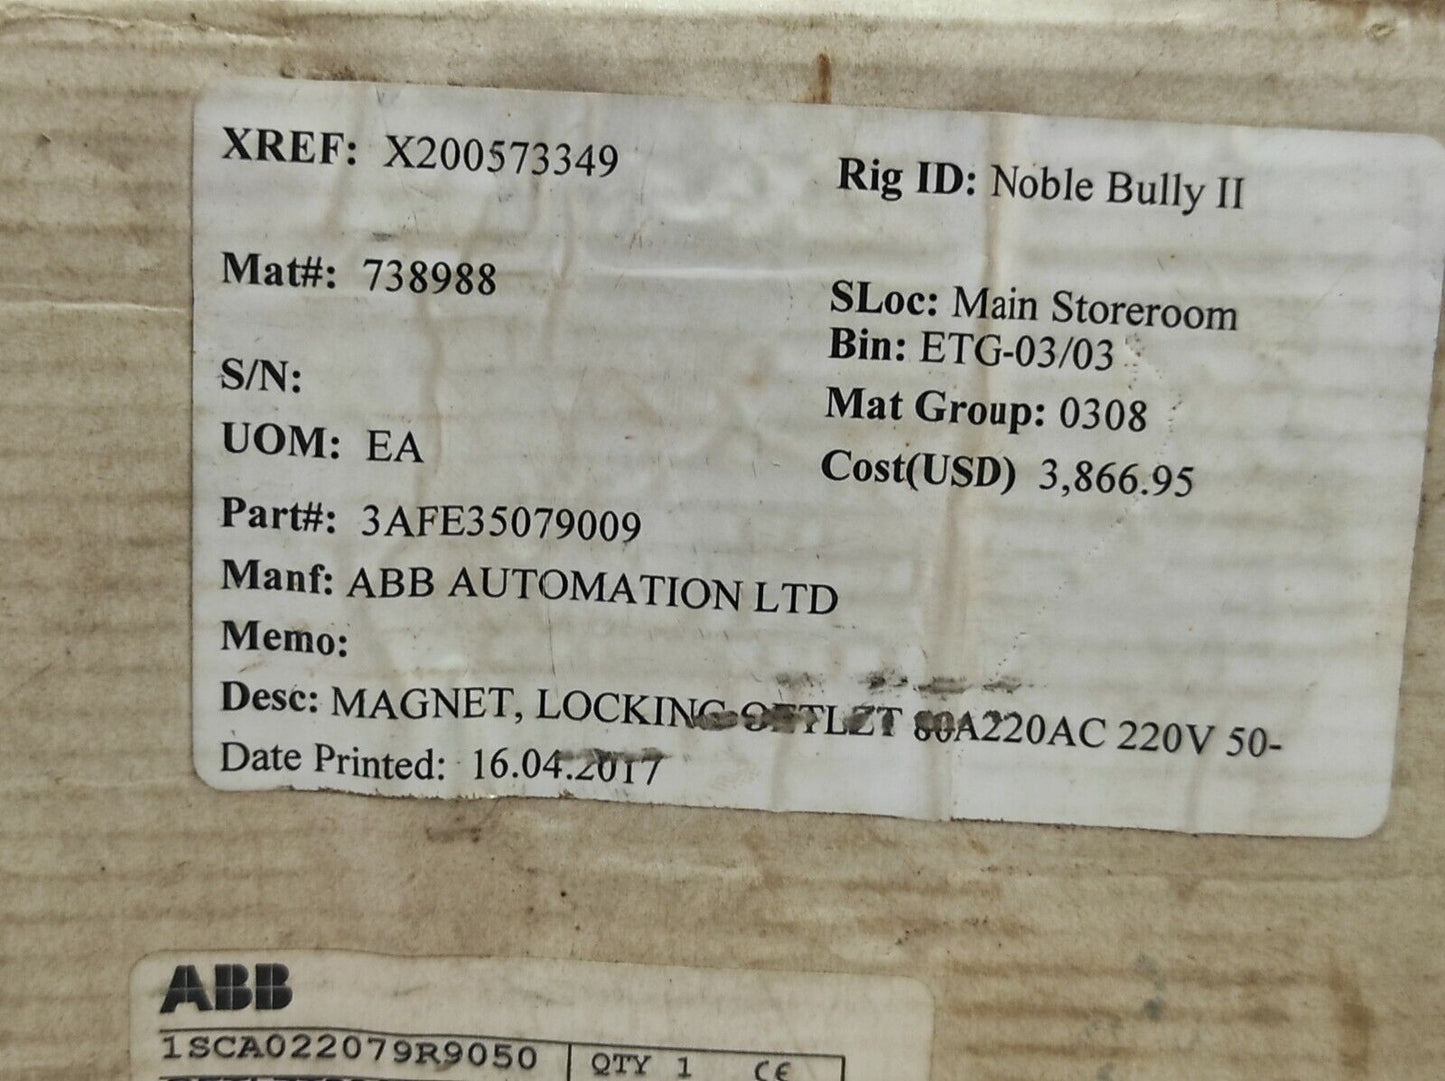 XREF: X200573349
Rig ID: Noble Bully II
Mat#: 738988
SLoc: Main Storeroom
Bin: ETG-03/03
S/N:
Mat Group: 0308
UOM: EA
Cost(USD) 3,866.95
Part#: 3AFE35079009
Manf: ABB AUTOMATION LTD
Memo:
Desc: MAGNET, LOCKING 220AC 220V 50-
Date Printed: 16.04.2017
ABB
1SCA022079R9050 QTY 1 CE